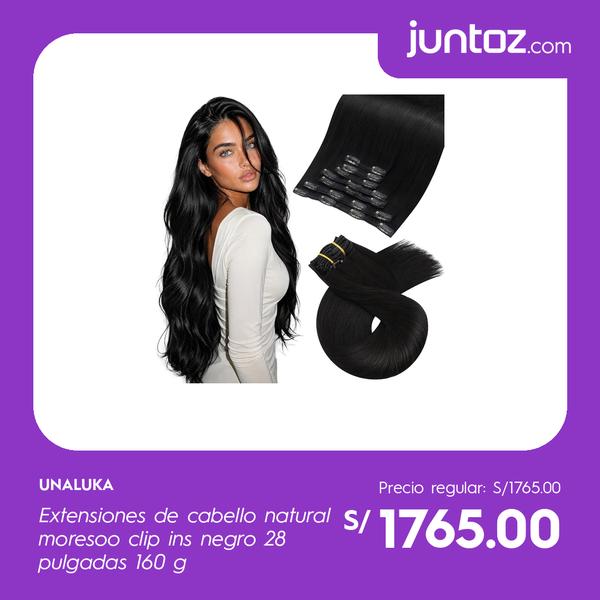 juntoz.com
UNALUKA
Extensiones de cabello natural
moresoo clip ins negro 28
pulgadas 160 g
Precio regular: S/1765.00
S/ 1765.00